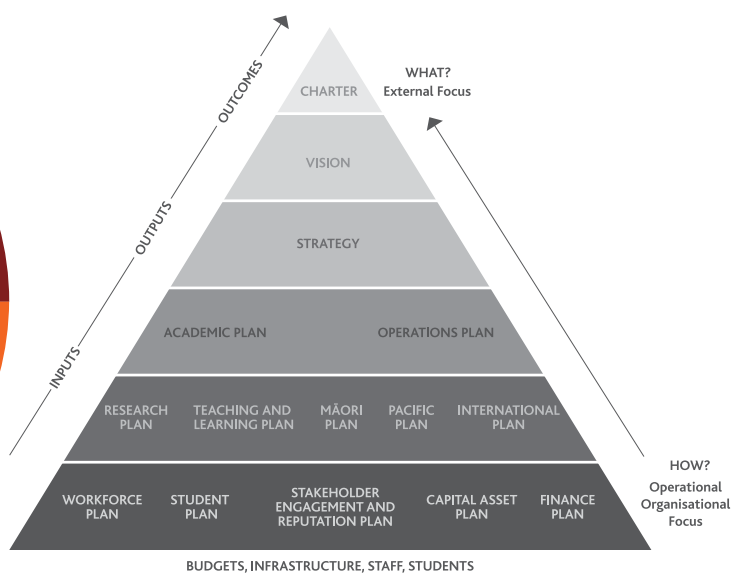 OUTCOMES
OUTPUTS
INPUTS
WHAT?
External Focus
CHARTER
VISION
STRATEGY
ACADEMIC PLAN
OPERATIONS PLAN
RESEARCH
PLAN
TEACHING AND
LEARNING PLAN
MĀORI
PLAN
PACIFIC
PLAN
INTERNATIONAL
PLAN
WORKFORCE
PLAN
STUDENT
PLAN
STAKEHOLDER
ENGAGEMENT AND
REPUTATION PLAN
CAPITAL ASSET
PLAN
FINANCE
PLAN
HOW?
Operational
Organisational
Focus
BUDGETS, INFRASTRUCTURE, STAFF, STUDENTS